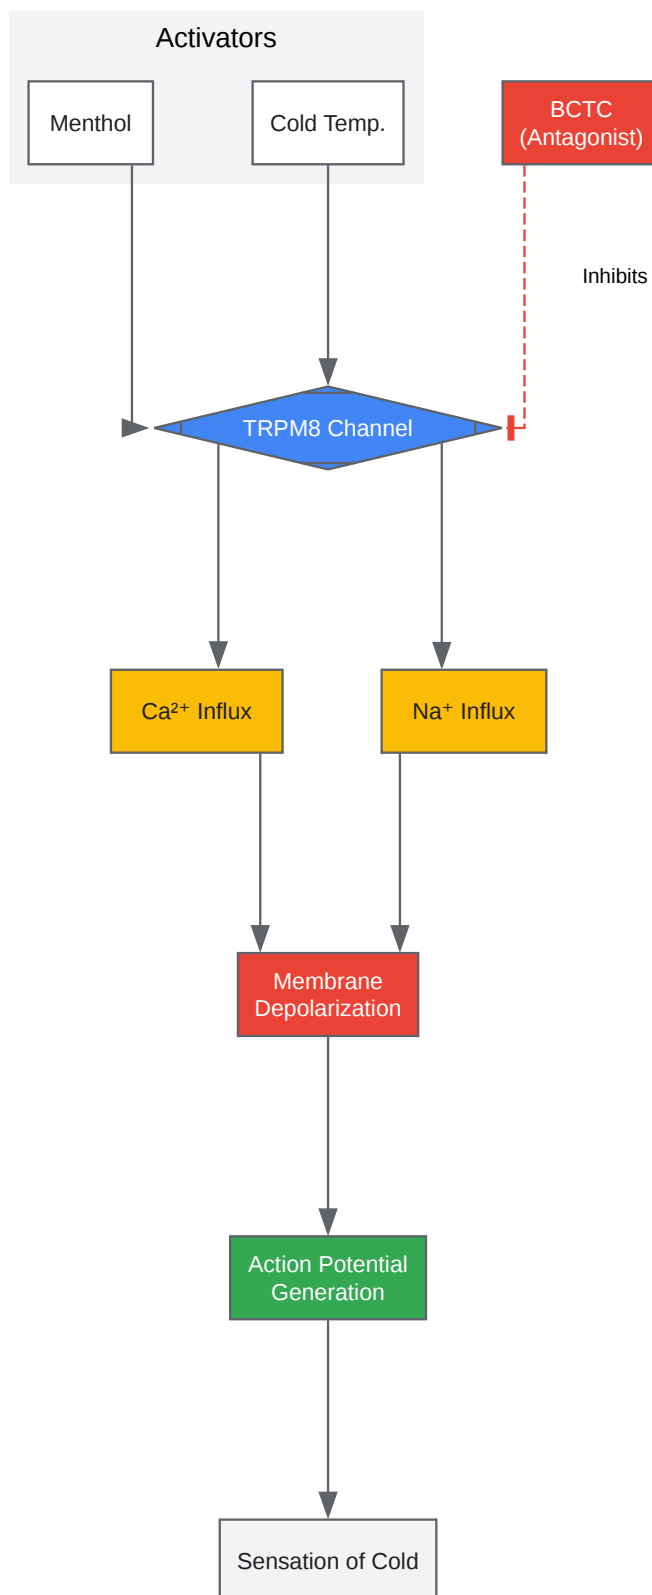 Activators
Menthol
Cold Temp.
BCTC
(Antagonist)
Inhibits
TRPM8 Channel
Ca²⁺ Influx
Na⁺ Influx
Membrane
Depolarization
Action Potential
Generation
Sensation of Cold